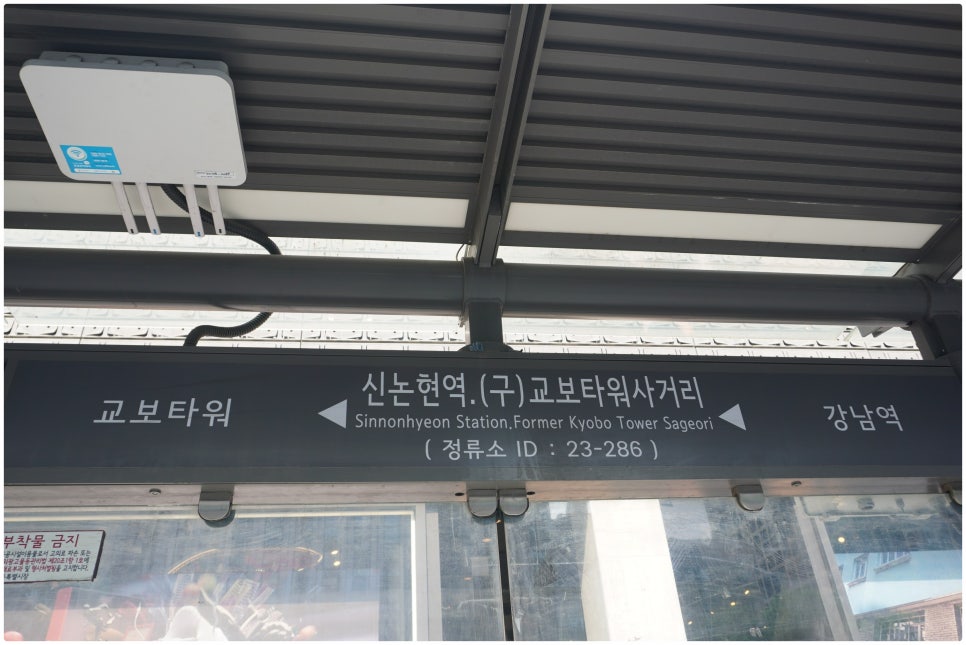 교보타워
신논현역.(구)교보타워사거리
Sinnonhyeon Station,Former Kyobo Tower Sageori
( 정류소 ID : 23-286 )
강남역
부착물 금지